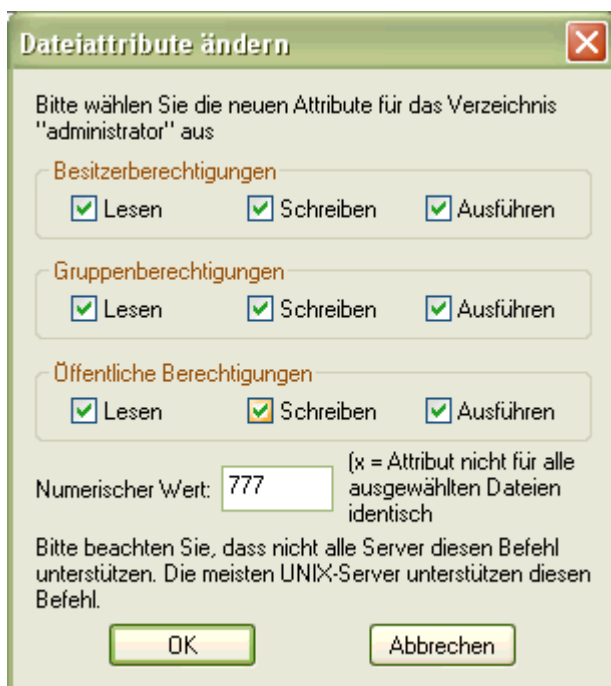 Dateiattribute ändern
Bitte wählen Sie die neuen Attribute für das Verzeichnis
"administrator" aus
Besitzerberechtigungen
Lesen Schreiben Ausführen
Gruppenberechtigungen
Lesen Schreiben Ausführen
Öffentliche Berechtigungen
Lesen Schreiben Ausführen
Numerischer Wert: 777
(x = Attribut nicht für alle
ausgewählten Dateien
identisch
Bitte beachten Sie, dass nicht alle Server diesen Befehl
unterstützen. Die meisten UNIX-Server unterstützen diesen
Befehl.
OK Abbrechen